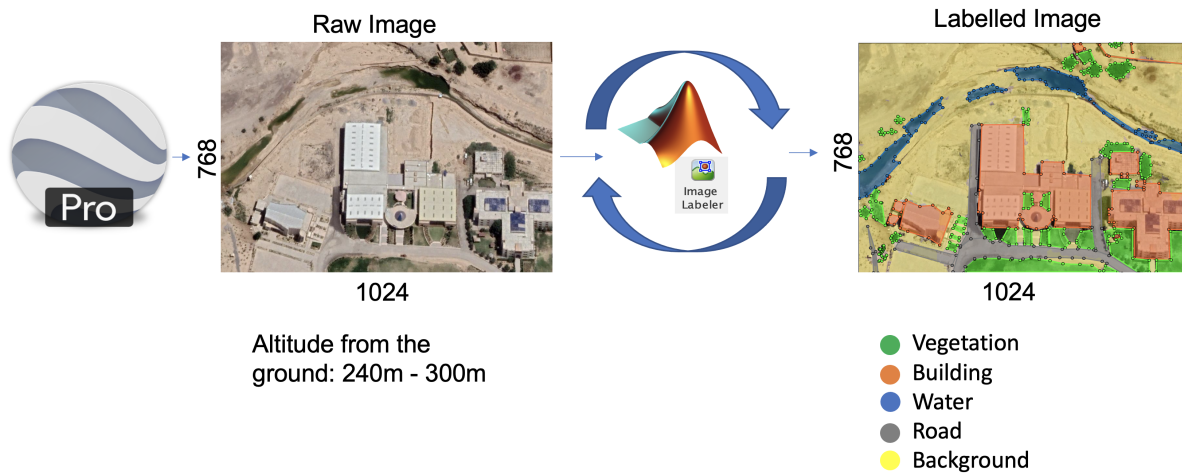 Raw Image
Labelled Image
Pro
768
Image
Labeler
768
1024
1024
Altitude from the
ground: 240m - 300m
Vegetation
Building
Water
Road
Background